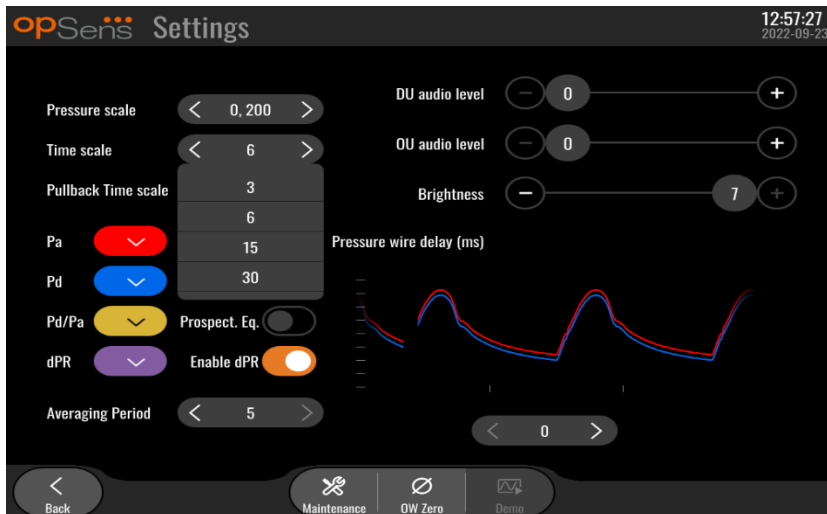 opSens Settings
12:57:27
2022-09-23
Pressure scale
0, 200
Time scale
6
Pullback Time scale
3
6
15
30
Pa
Pd
Pd/Pa
Prospect. Eq.
dPR
Enable dPR
Averaging Period
5
DU audio level
0
OU audio level
0
Brightness
7
Pressure wire delay (ms)
0
Back
Maintenance
OW Zero
Demo